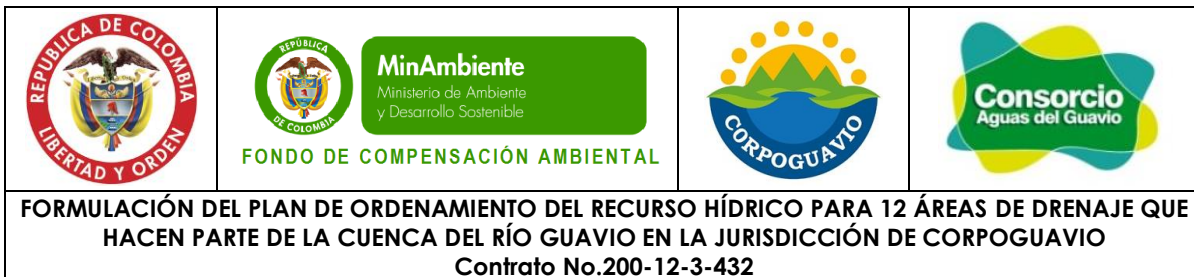 REPUBLICA DE COLOMBIA
LIBERTAD Y ORDEN
REPÚBLICA
DE COLOMBIA
MinAmbiente
Ministerio de Ambiente
y Desarrollo Sostenible
FONDO DE COMPENSACIÓN AMBIENTAL
CORPOGUAVIO
Consorcio
Aguas del Guavio
FORMULACIÓN DEL PLAN DE ORDENAMIENTO DEL RECURSO HÍDRICO PARA 12 ÁREAS DE DRENAJE QUE
HACEN PARTE DE LA CUENCA DEL RÍO GUAVIO EN LA JURISDICCIÓN DE CORPOGUAVIO
Contrato No.200-12-3-432